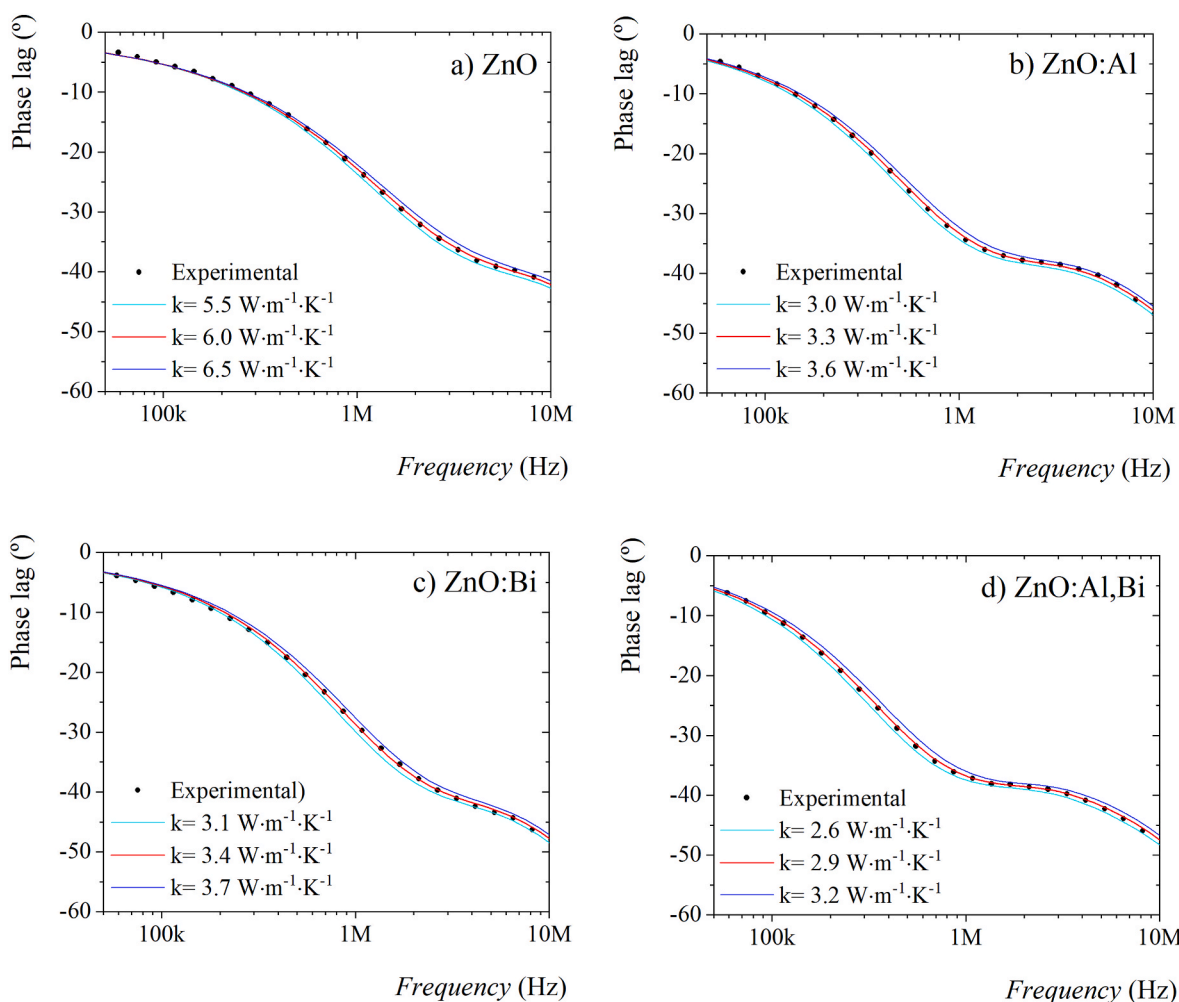 a) ZnO
Phase lag (º)
0
-10
-20
-30
-40
-50
-60
Experimental
k= 5.5 W·m⁻¹·K⁻¹
k= 6.0 W·m⁻¹·K⁻¹
k= 6.5 W·m⁻¹·K⁻¹
100k 1M 10M
Frequency (Hz)
b) ZnO:Al
Phase lag (º)
0
-10
-20
-30
-40
-50
-60
Experimental
k= 3.0 W·m⁻¹·K⁻¹
k= 3.3 W·m⁻¹·K⁻¹
k= 3.6 W·m⁻¹·K⁻¹
100k 1M 10M
Frequency (Hz)
c) ZnO:Bi
Phase lag (º)
0
-10
-20
-30
-40
-50
-60
Experimental)
k= 3.1 W·m⁻¹·K⁻¹
k= 3.4 W·m⁻¹·K⁻¹
k= 3.7 W·m⁻¹·K⁻¹
100k 1M 10M
Frequency (Hz)
d) ZnO:Al,Bi
Phase lag (º)
0
-10
-20
-30
-40
-50
-60
Experimental
k= 2.6 W·m⁻¹·K⁻¹
k= 2.9 W·m⁻¹·K⁻¹
k= 3.2 W·m⁻¹·K⁻¹
100k 1M 10M
Frequency (Hz)